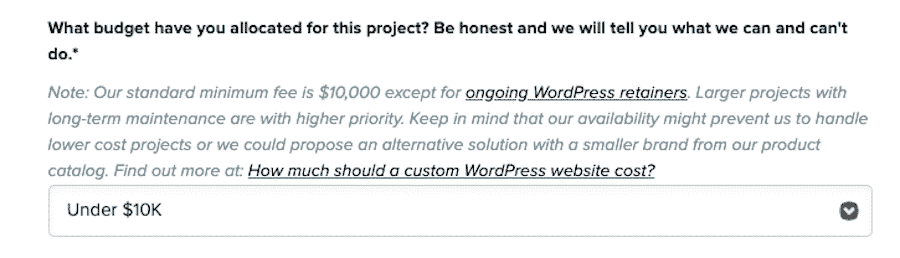 What budget have you allocated for this project? Be honest and we will tell you what we can and can't
do.*
Note: Our standard minimum fee is $10,000 except for ongoing WordPress retainers. Larger projects with
long-term maintenance are with higher priority. Keep in mind that our availability might prevent us to handle
lower cost projects or we could propose an alternative solution with a smaller brand from our product
catalog. Find out more at: How much should a custom WordPress website cost?
Under $10K